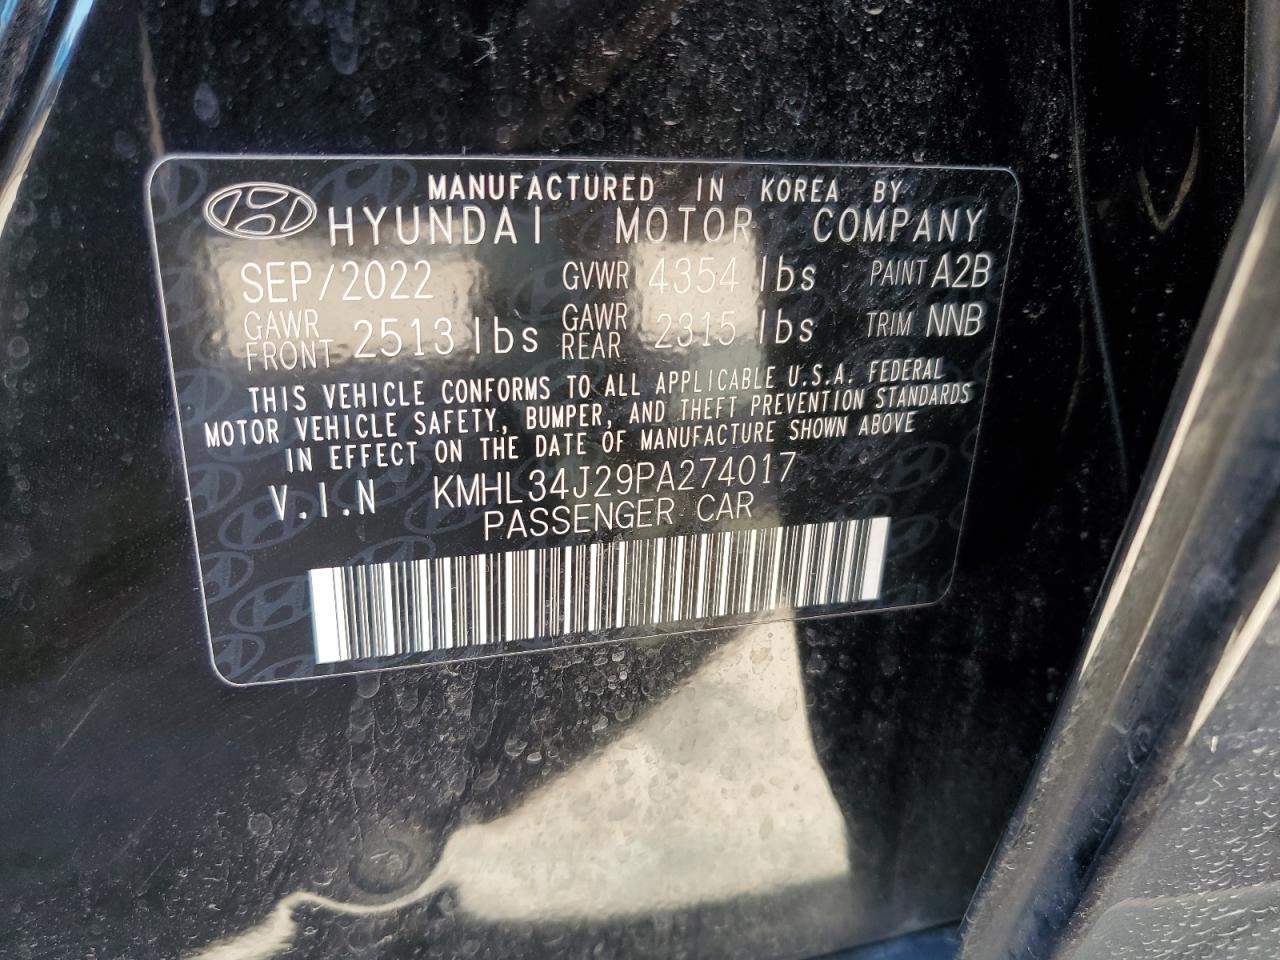 MANUFACTURED IN KOREA BY
HYUNDAI MOTOR COMPANY
SEP/2022 GVWR 4354 lbs PAINT A2B
GAWR FRONT 2513 lbs GAWR REAR 2315 lbs TRIM NNB
THIS VEHICLE CONFORMS TO ALL APPLICABLE U.S.A. FEDERAL
MOTOR VEHICLE SAFETY, BUMPER, AND THEFT PREVENTION STANDARDS
IN EFFECT ON THE DATE OF MANUFACTURE SHOWN ABOVE
V.I.N KMHL34J29PA274017
PASSENGER CAR